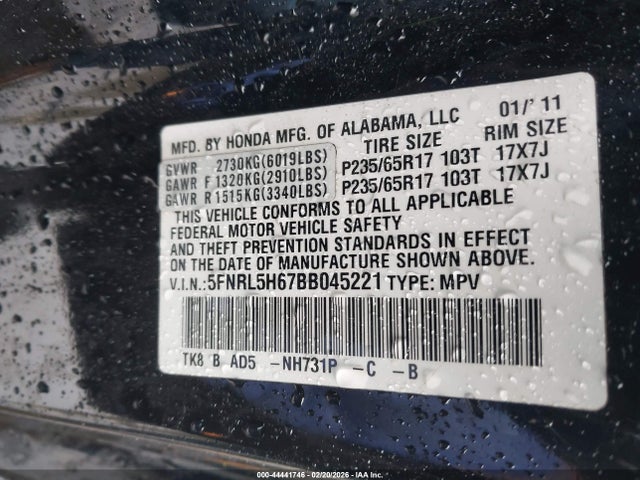 MFD. BY HONDA MFG. OF ALABAMA, LLC 01/'11
TIRE SIZE RIM SIZE
GVWR 2730KG(6019LBS)
GAWR F 1320KG(2910LBS) P235/65R17 103T 17X7J
GAWR R 1515KG(3340LBS) P235/65R17 103T 17X7J
THIS VEHICLE CONFORMS TO ALL APPLICABLE
FEDERAL MOTOR VEHICLE SAFETY
AND THEFT PREVENTION STANDARDS IN EFFECT
ON THE DATE OF MANUFACTURE SHOWN ABOVE.
V.I.N.: 5FNRL5H67BB045221 TYPE: MPV
TK8 B AD5 -NH731P -C -B
000-44441746 - 02/20/2026 - IAAI.COM